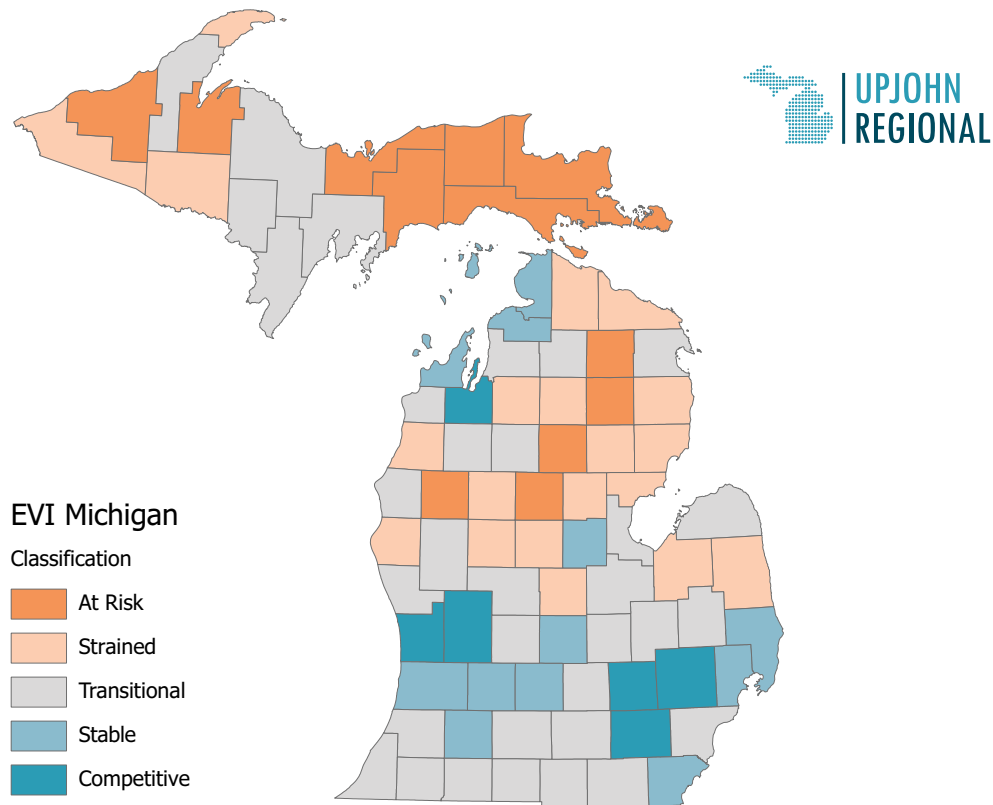 UPJOHN
REGIONAL
EVI Michigan
Classification
At Risk
Strained
Transitional
Stable
Competitive